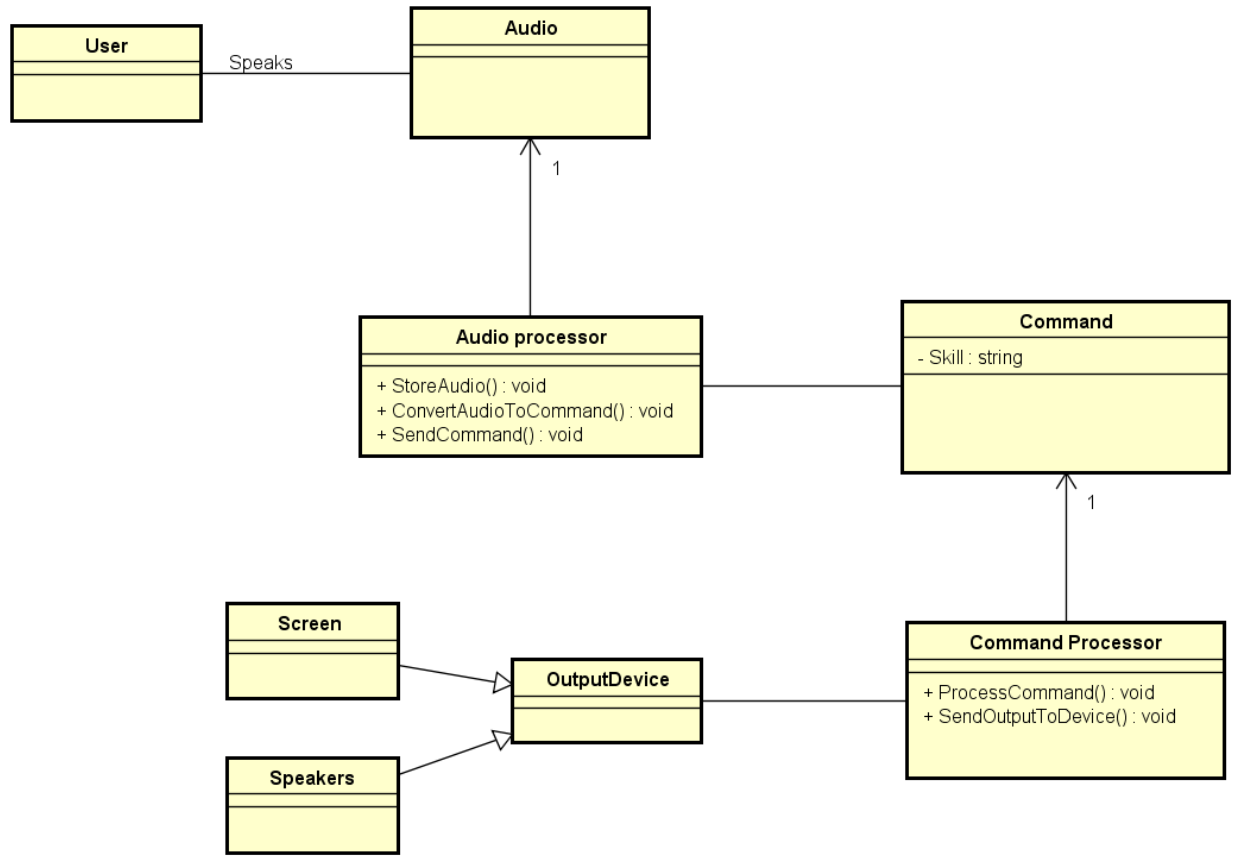 User
Speaks
Audio
1
Audio processor
+ StoreAudio() : void
+ ConvertAudioToCommand() : void
+ SendCommand() : void
Command
- Skill : string
1
Screen
Speakers
OutputDevice
Command Processor
+ ProcessCommand() : void
+ SendOutputToDevice() : void